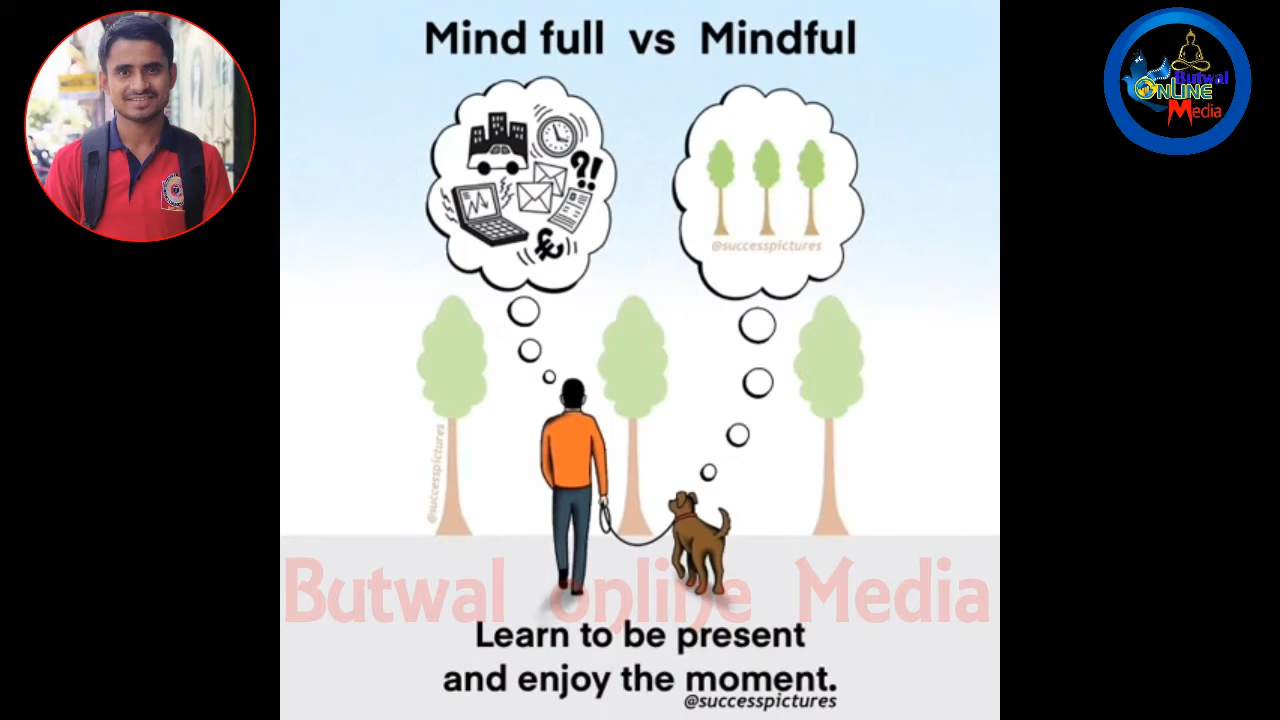 Mind full vs Mindful
Butwal
OnLINE
Media
?!
£
@successpictures
@successpictures
Butwal online Media
Learn to be present
and enjoy the moment.
@successpictures